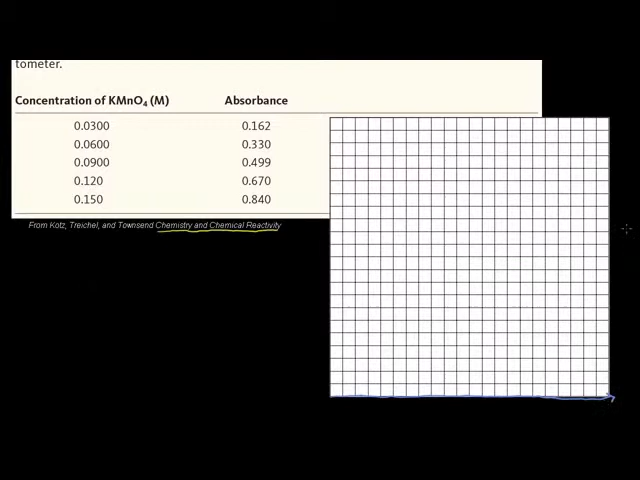 tometer.
Concentration of KMnO₄ (M) Absorbance
0.0300 0.162
0.0600 0.330
0.0900 0.499
0.120 0.670
0.150 0.840
From Kotz, Treichel, and Townsend Chemistry and Chemical Reactivity